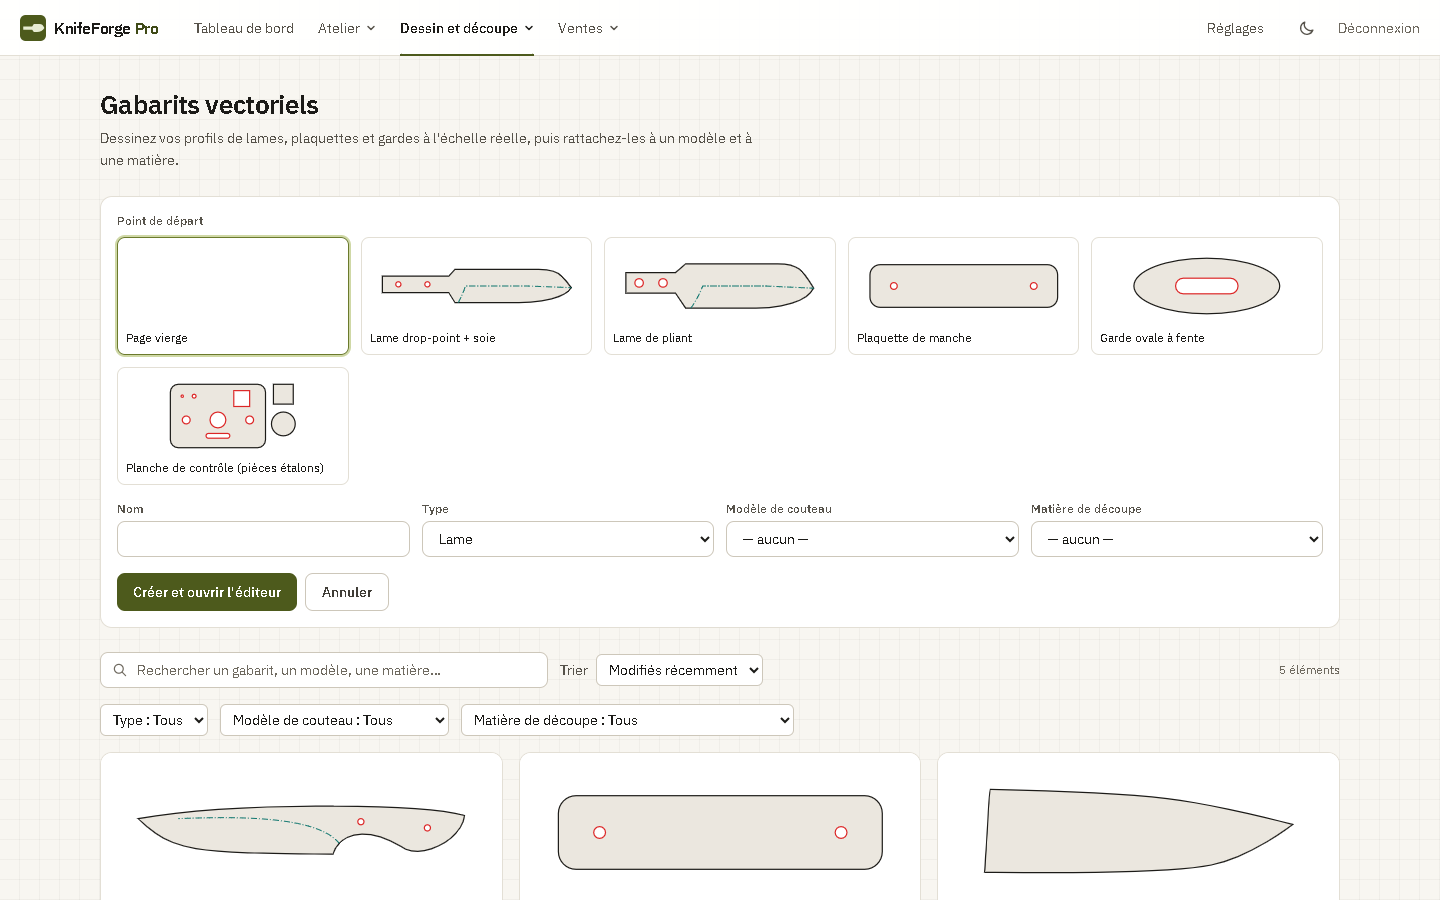 KnifeForge Pro
Tableau de bord
Atelier
Dessin et découpe
Ventes
Réglages
Déconnexion
Gabarits vectoriels
Dessinez vos profils de lames, plaquettes et gardes à l'échelle réelle, puis rattachez-les à un modèle et à
une matière.
Point de départ
Page vierge
Lame drop-point + soie
Lame de pliant
Plaquette de manche
Garde ovale à fente
Planche de contrôle (pièces étalons)
Nom
Type
Modèle de couteau
Matière de découpe
Lame
— aucun —
— aucun —
Créer et ouvrir l'éditeur
Annuler
Rechercher un gabarit, un modèle, une matière...
Trier
Modifiés récemment
5 éléments
Type : Tous
Modèle de couteau : Tous
Matière de découpe : Tous